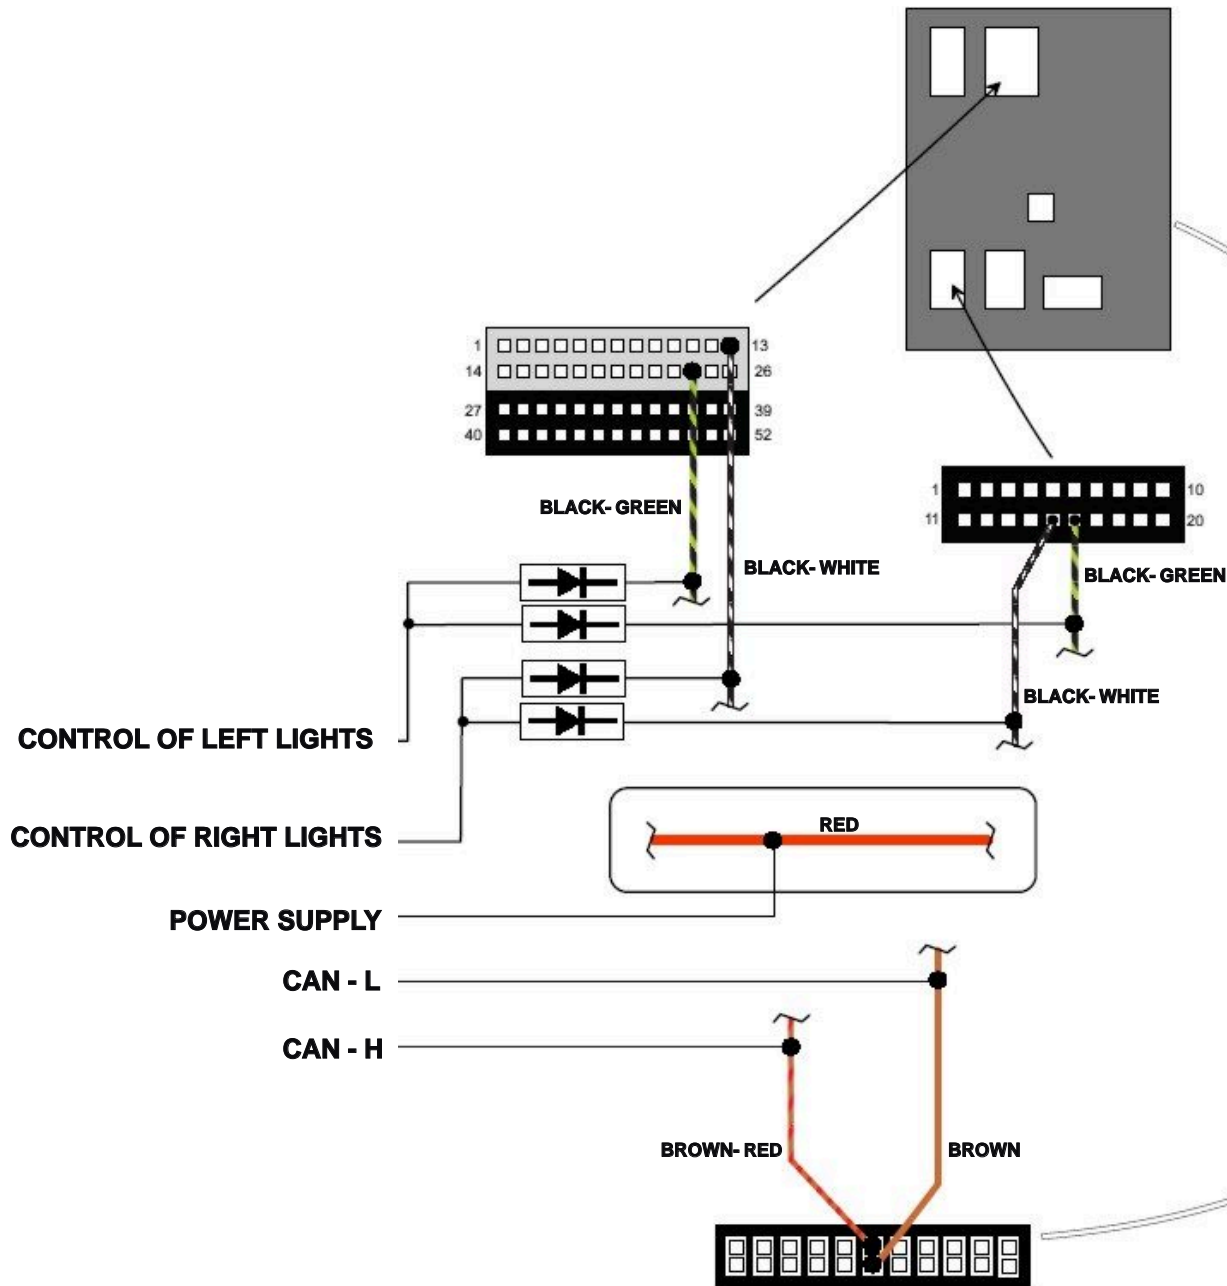 1 13
14 26
27 39
40 52
1 10
11 20
BLACK- GREEN
BLACK- WHITE
BLACK- GREEN
BLACK- WHITE
CONTROL OF LEFT LIGHTS
CONTROL OF RIGHT LIGHTS
RED
POWER SUPPLY
CAN - L
CAN - H
BROWN- RED
BROWN